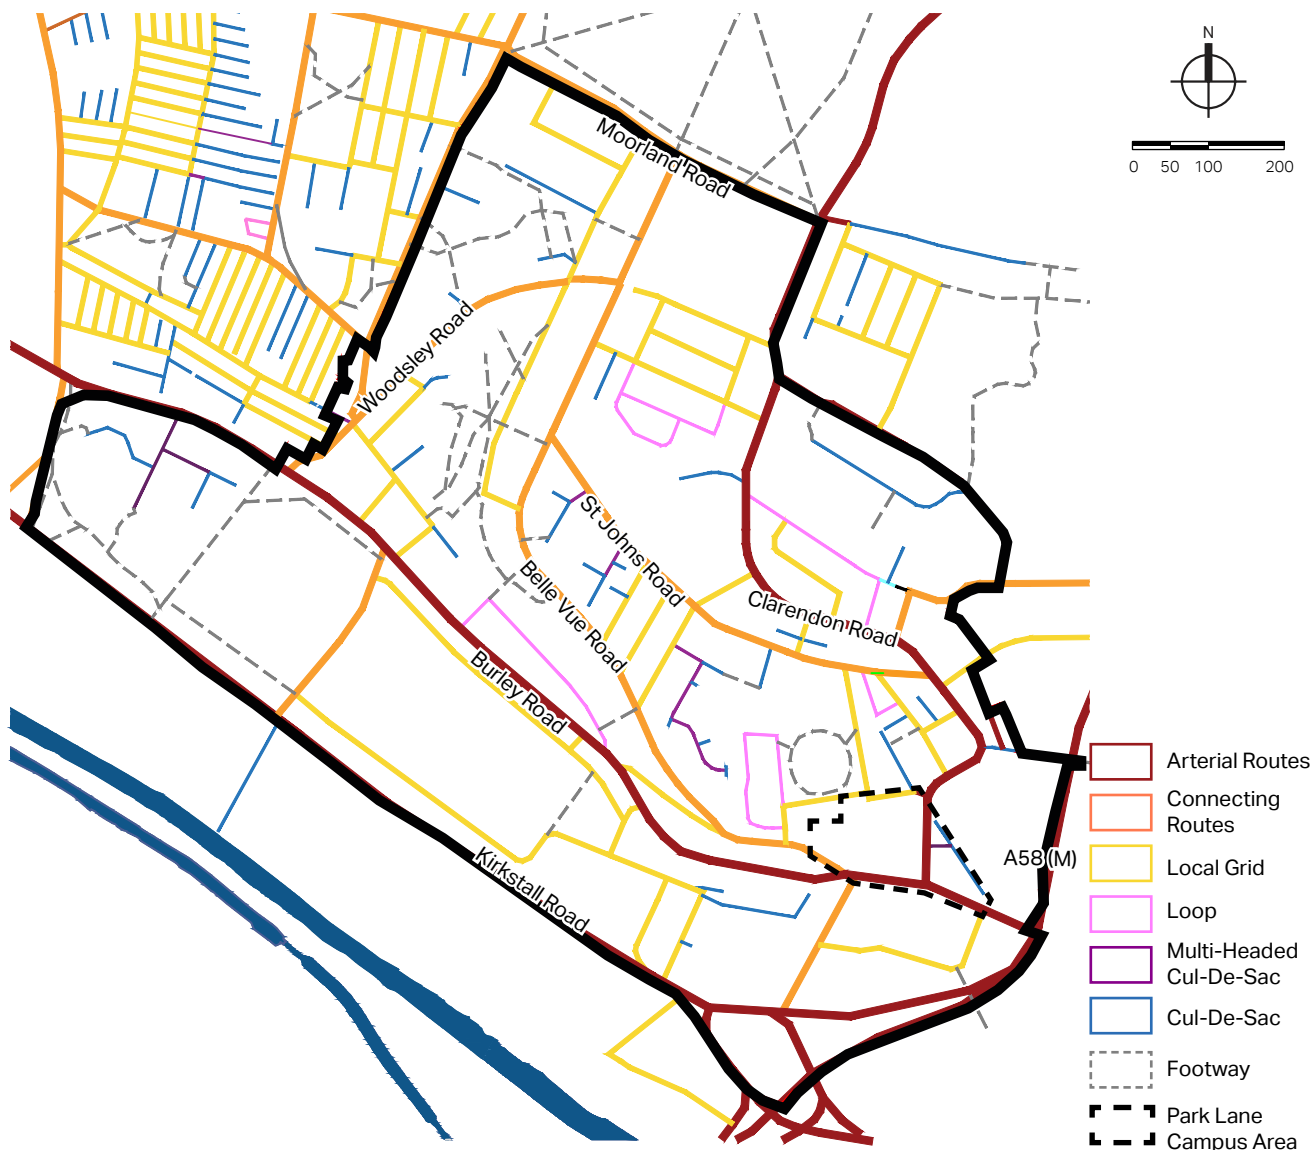 N
0 50 100 200
Moorland Road
Woodsley Road
St Johns Road
Belle Vue Road
Clarendon Road
Burley Road
Kirkstall Road
A58 (M)
Arterial Routes
Connecting
Routes
Local Grid
Loop
Multi-Headed
Cul-De-Sac
Cul-De-Sac
Footway
Park Lane
Campus Area